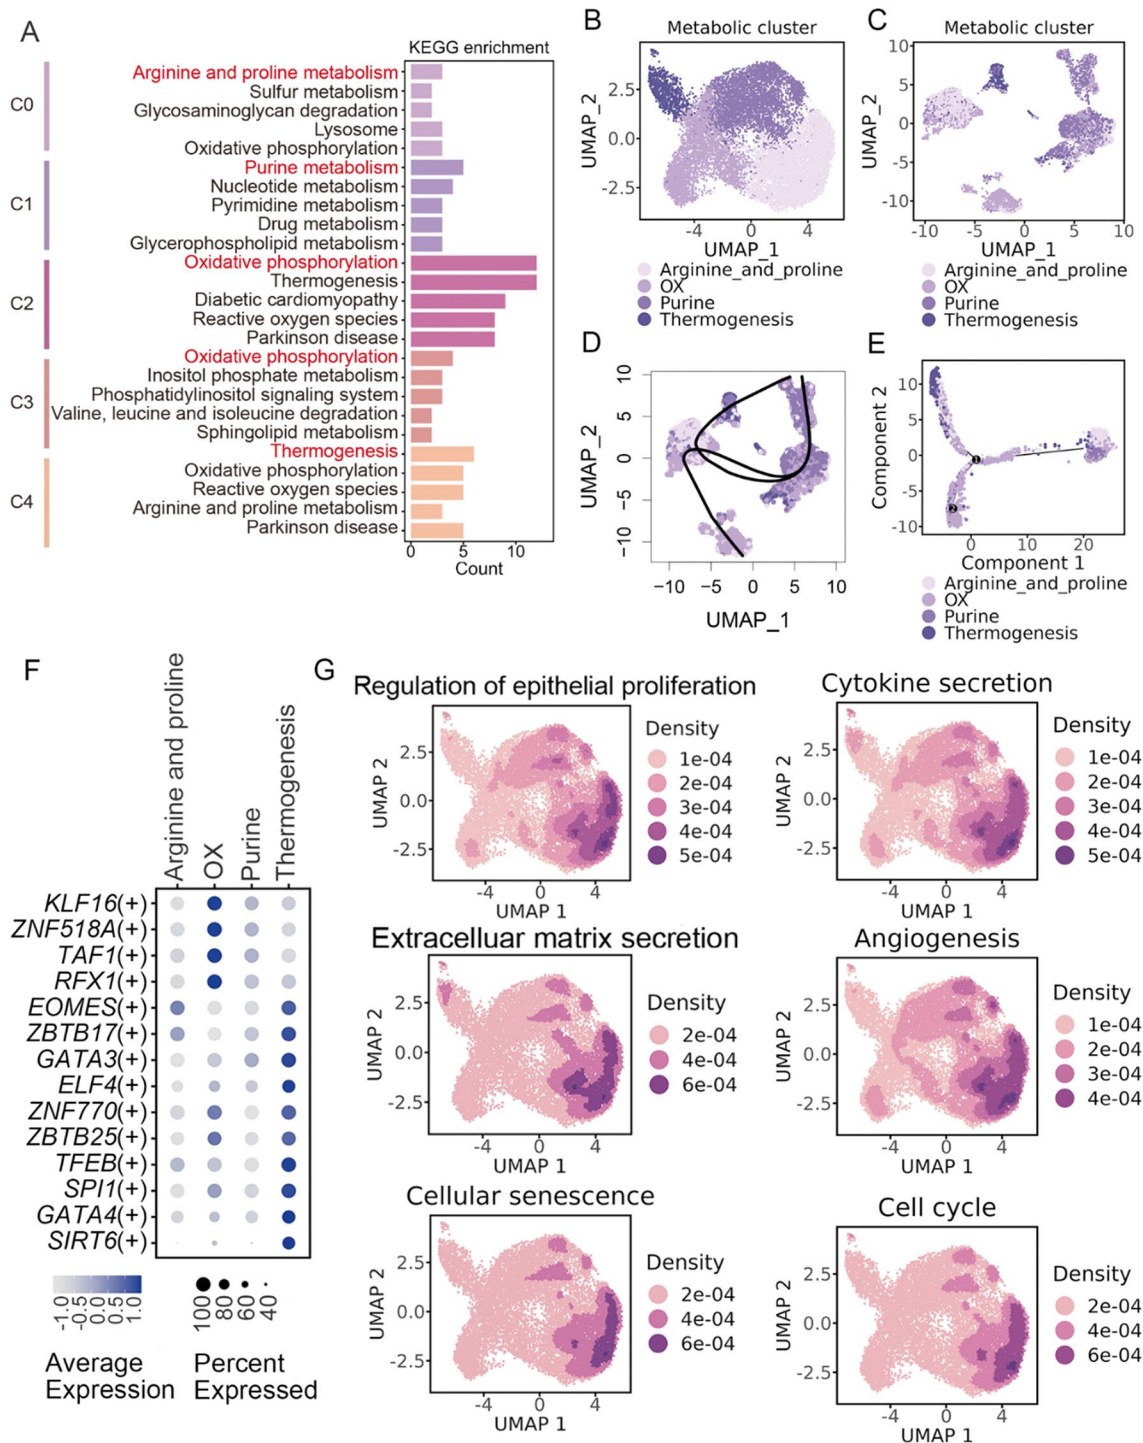 A
KEGG enrichment
C0
Arginine and proline metabolism
Sulfur metabolism
Glycosaminoglycan degradation
Lysosome
Oxidative phosphorylation
C1
Purine metabolism
Nucleotide metabolism
Pyrimidine metabolism
Drug metabolism
Glycerophospholipid metabolism
C2
Oxidative phosphorylation
Thermogenesis
Diabetic cardiomyopathy
Reactive oxygen species
Parkinson disease
C3
Oxidative phosphorylation
Inositol phosphate metabolism
Phosphatidylinositol signaling system
Valine, leucine and isoleucine degradation
Sphingolipid metabolism
C4
Thermogenesis
Oxidative phosphorylation
Reactive oxygen species
Arginine and proline metabolism
Parkinson disease
0 5 10
Count
B
Metabolic cluster
UMAP_2
2.5
0.0
-2.5
-4 0 4
UMAP_1
Arginine_and_proline
OX
Purine
Thermogenesis
C
Metabolic cluster
UMAP_2
10
5
0
-5
-10
-10 -5 0 5 10
UMAP_1
Arginine_and_proline
OX
Purine
Thermogenesis
D
UMAP_2
10
5
0
−5
−10
−10 −5 0 5 10
UMAP_1
E
Component 2
10
5
0
-5
-10
1
2
0 10 20
Component 1
Arginine_and_proline
OX
Purine
Thermogenesis
F
Arginine and proline
OX
Purine
Thermogenesis
KLF16(+)
ZNF518A(+)
TAF1(+)
RFX1(+)
EOMES(+)
ZBTB17(+)
GATA3(+)
ELF4(+)
ZNF770(+)
ZBTB25(+)
TFEB(+)
SPI1(+)
GATA4(+)
SIRT6(+)
-1.0 -0.5 0.0 0.5 1.0
Average
Expression
100 80 60 40
Percent
Expressed
G
Regulation of epithelial proliferation
UMAP 2
2.5
0.0
-2.5
-4 0 4
UMAP 1
Density
1e-04
2e-04
3e-04
4e-04
5e-04
Cytokine secretion
UMAP 2
2.5
0.0
-2.5
-4 0 4
UMAP 1
Density
1e-04
2e-04
3e-04
4e-04
5e-04
Extracelluar matrix secretion
UMAP 2
2.5
0.0
-2.5
-4 0 4
UMAP 1
Density
2e-04
4e-04
6e-04
Angiogenesis
UMAP 2
2.5
0.0
-2.5
-4 0 4
UMAP 1
Density
1e-04
2e-04
3e-04
4e-04
Cellular senescence
UMAP 2
2.5
0.0
-2.5
-4 0 4
UMAP 1
Density
2e-04
4e-04
6e-04
Cell cycle
UMAP 2
2.5
0.0
-2.5
-4 0 4
UMAP 1
Density
2e-04
4e-04
6e-04